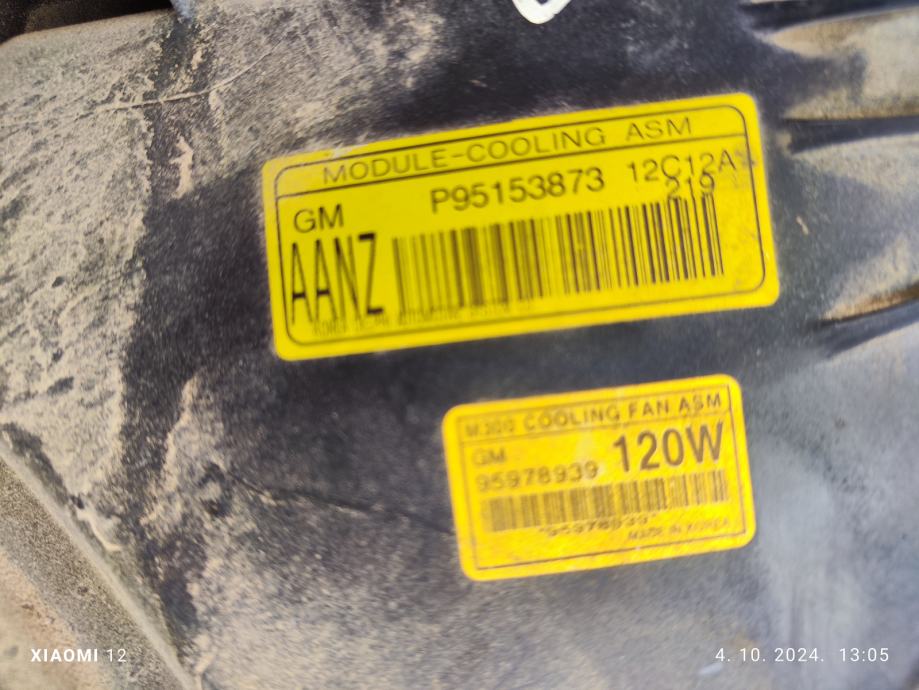 MODULE-COOLING ASM
GM P95153873 12C12A
219
AANZ
M300 COOLING FAN ASM
GM 120W
95978939
*95978939*
MADE IN KOREA
XIAOMI 12
4. 10. 2024. 13:05